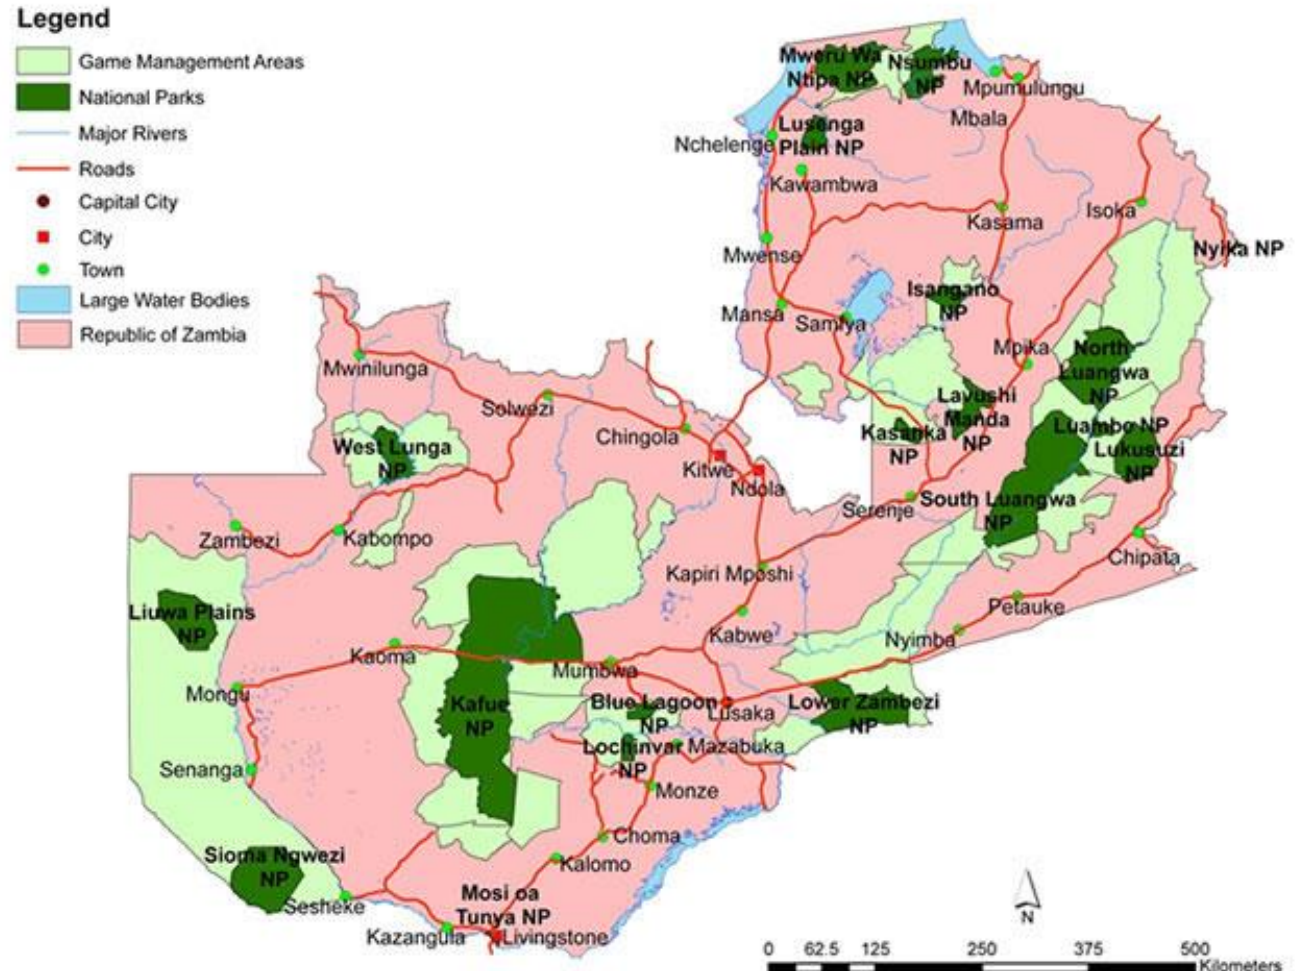 Legend
Game Management Areas
National Parks
Major Rivers
Roads
Capital City
City
Town
Large Water Bodies
Republic of Zambia
Mweru Wa
Ntipa NP
Nsumbu
NP
Mpumulungu
Mbala
Lusenga
Plain NP
Nchelenge
Kawambwa
Kasama
Isoka
Nyika NP
Mwense
Isangano
NP
Mansa
Samfya
Mpika
North
Luangwa
NP
Mwinilunga
Solwezi
Lavushi
Manda
NP
Luambo NP
Chingola
Kasanka
NP
Lukusuzi
NP
West Lunga
NP
Kitwe
Ndola
Serenje
South Luangwa
NP
Zambezi
Kabompo
Chipata
Kapiri Mposhi
Petauke
Liuwa Plains
NP
Kabwe
Nyimba
Kaoma
Mumbwa
Mongu
Kafue
NP
Blue Lagoon
NP
Lusaka
Lower Zambezi
NP
Lochinvar
NP
Mazabuka
Senanga
Monze
Choma
Sioma Ngwezi
NP
Kalomo
Sesheke
Mosi oa
Tunya NP
Kazangula
Livingstone
N
0 62.5 125 250 375 500
Kilometers